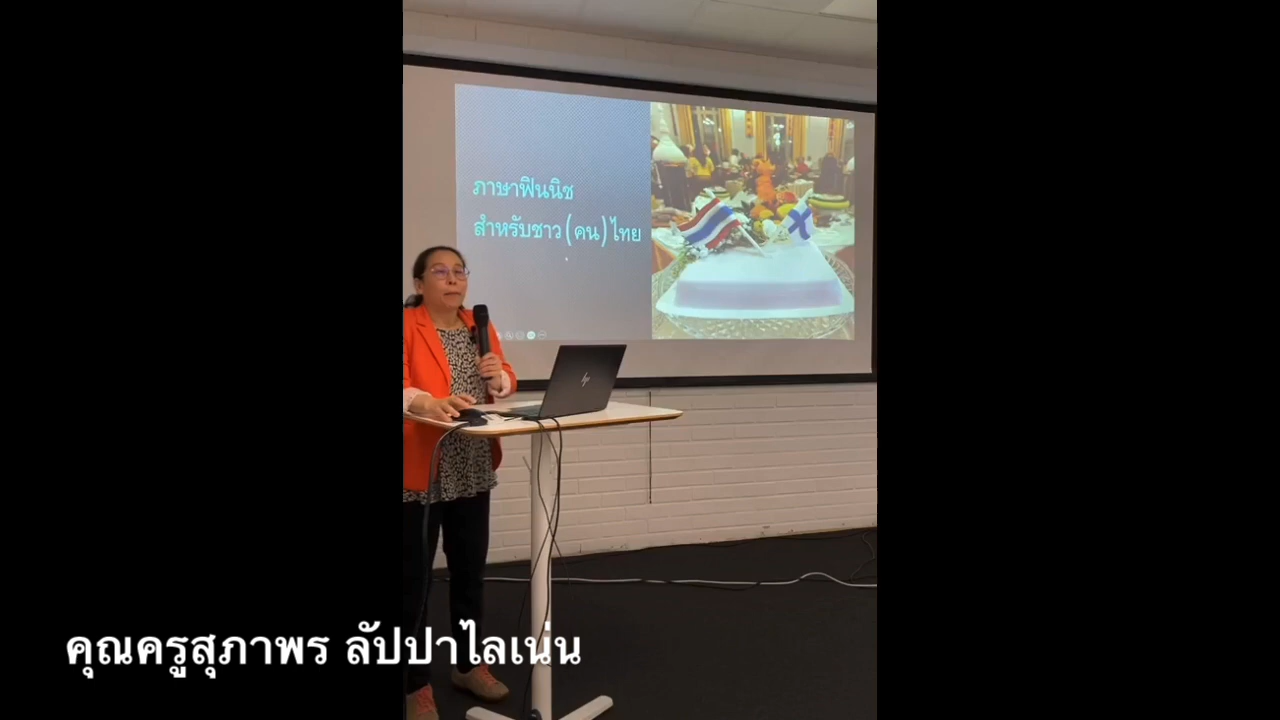 ภาษาฟินนิช
สำหรับชาว(คน)ไทย
hp
คุณครูสุภาพร ลัปปาไลเน่น